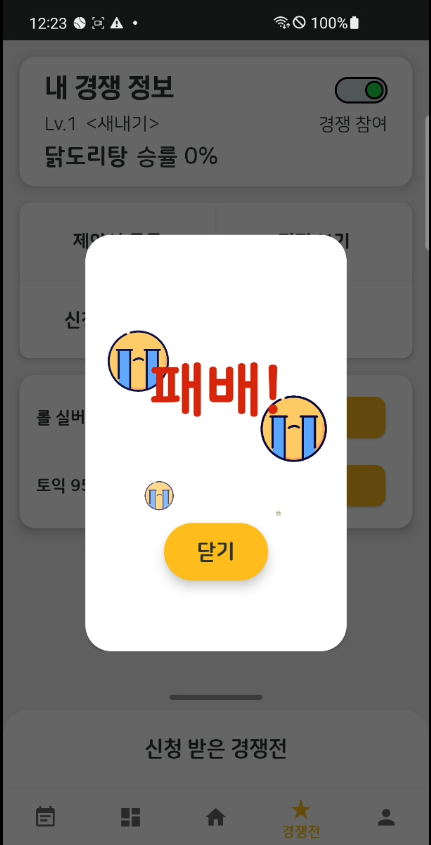 12:23 100%
내 경쟁 정보
Lv.1 <새내기>
경쟁 참여
닭도리탕 승률 0%
롤 실버
토익
패배!
닫기
신청 받은 경쟁전
경쟁전